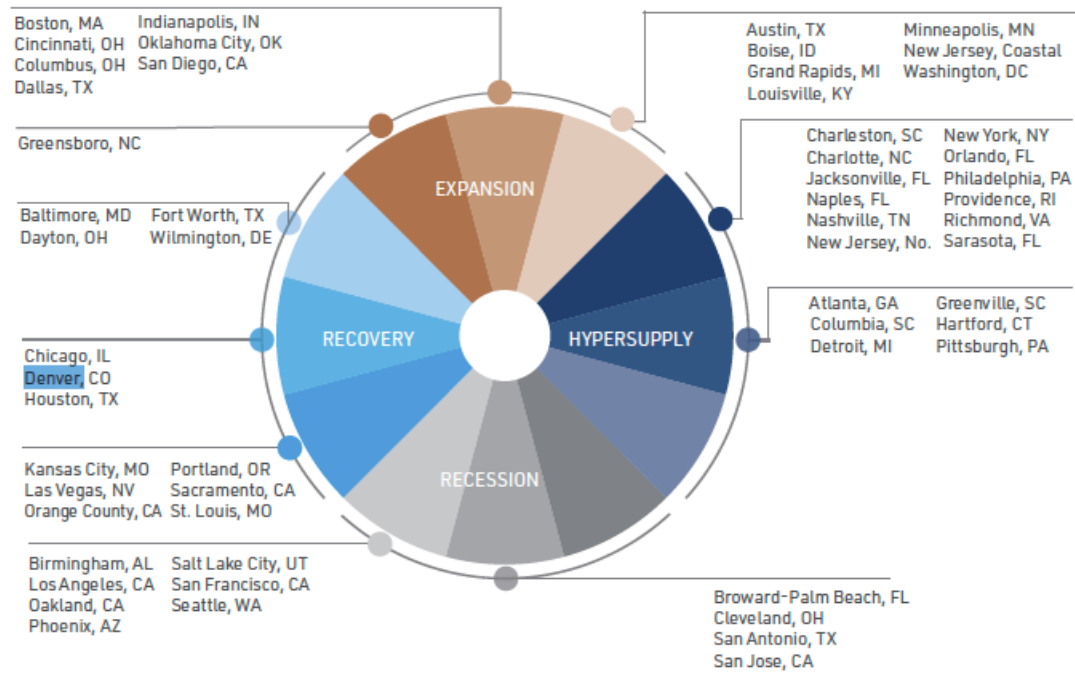 Boston, MA
Cincinnati, OH
Columbus, OH
Dallas, TX
Indianapolis, IN
Oklahoma City, OK
San Diego, CA
Austin, TX
Boise, ID
Grand Rapids, MI
Louisville, KY
Minneapolis, MN
New Jersey, Coastal
Washington, DC
Greensboro, NC
Charleston, SC
Charlotte, NC
Jacksonville, FL
Naples, FL
Nashville, TN
New Jersey, No.
New York, NY
Orlando, FL
Philadelphia, PA
Providence, RI
Richmond, VA
Sarasota, FL
EXPANSION
Baltimore, MD
Dayton, OH
Fort Worth, TX
Wilmington, DE
Atlanta, GA
Columbia, SC
Detroit, MI
Greenville, SC
Hartford, CT
Pittsburgh, PA
RECOVERY
HYPERSUPPLY
Chicago, IL
Denver, CO
Houston, TX
Kansas City, MO
Las Vegas, NV
Orange County, CA
Portland, OR
Sacramento, CA
St. Louis, MO
RECESSION
Birmingham, AL
Los Angeles, CA
Oakland, CA
Phoenix, AZ
Salt Lake City, UT
San Francisco, CA
Seattle, WA
Broward-Palm Beach, FL
Cleveland, OH
San Antonio, TX
San Jose, CA